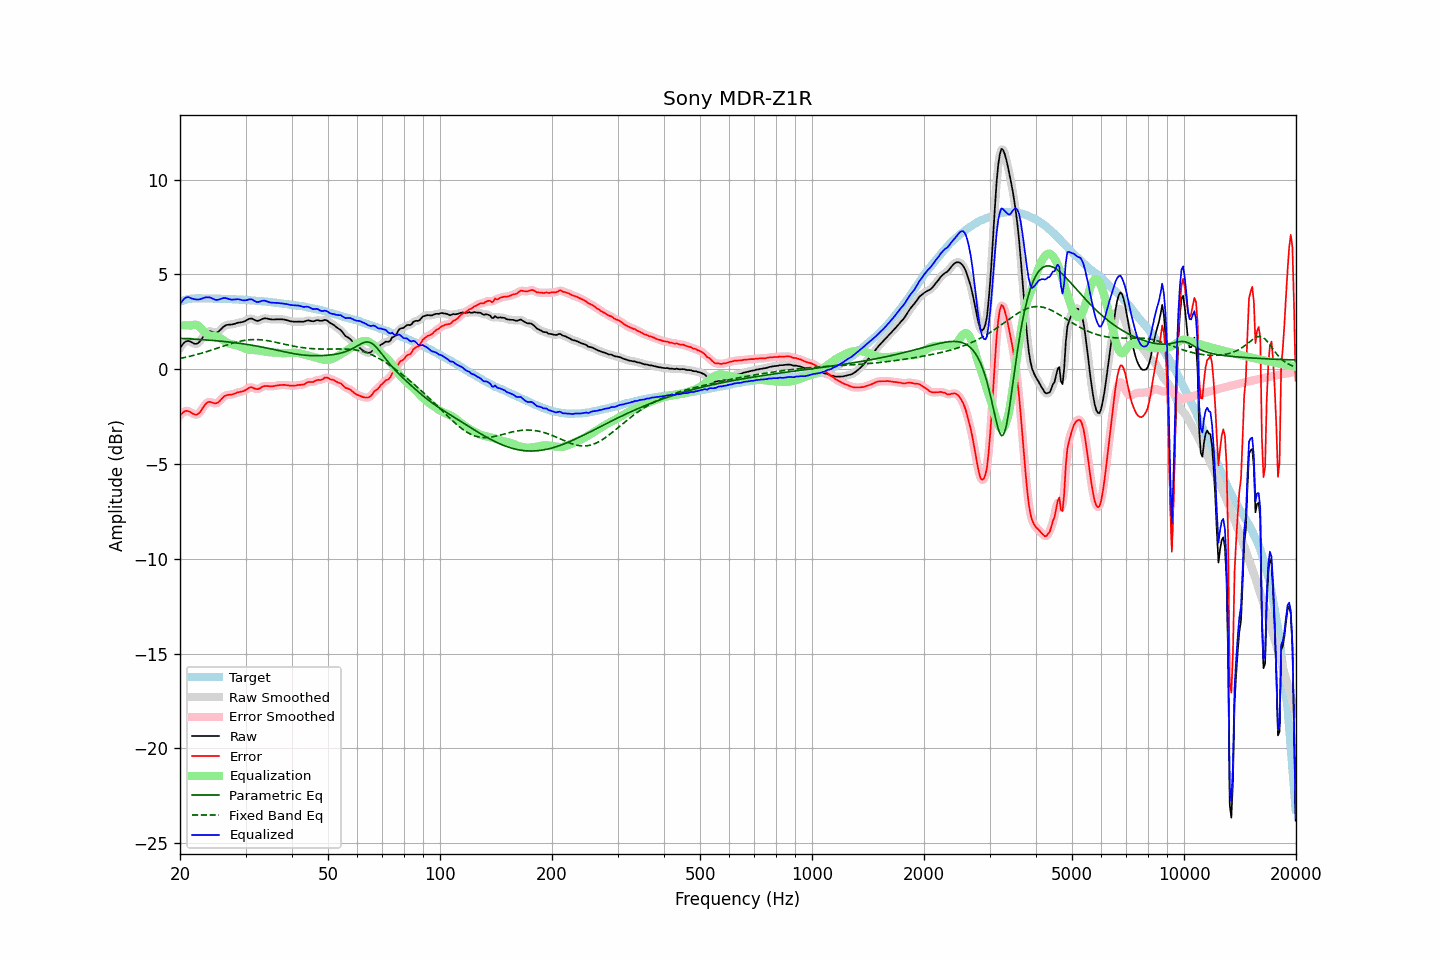 Sony MDR-Z1R
Amplitude (dBr)
10
5
0
−5
−10
−15
−20
−25
Target
Raw Smoothed
Error Smoothed
Raw
Error
Equalization
Parametric Eq
Fixed Band Eq
Equalized
20 50 100 200 500 1000 2000 5000 10000 20000
Frequency (Hz)